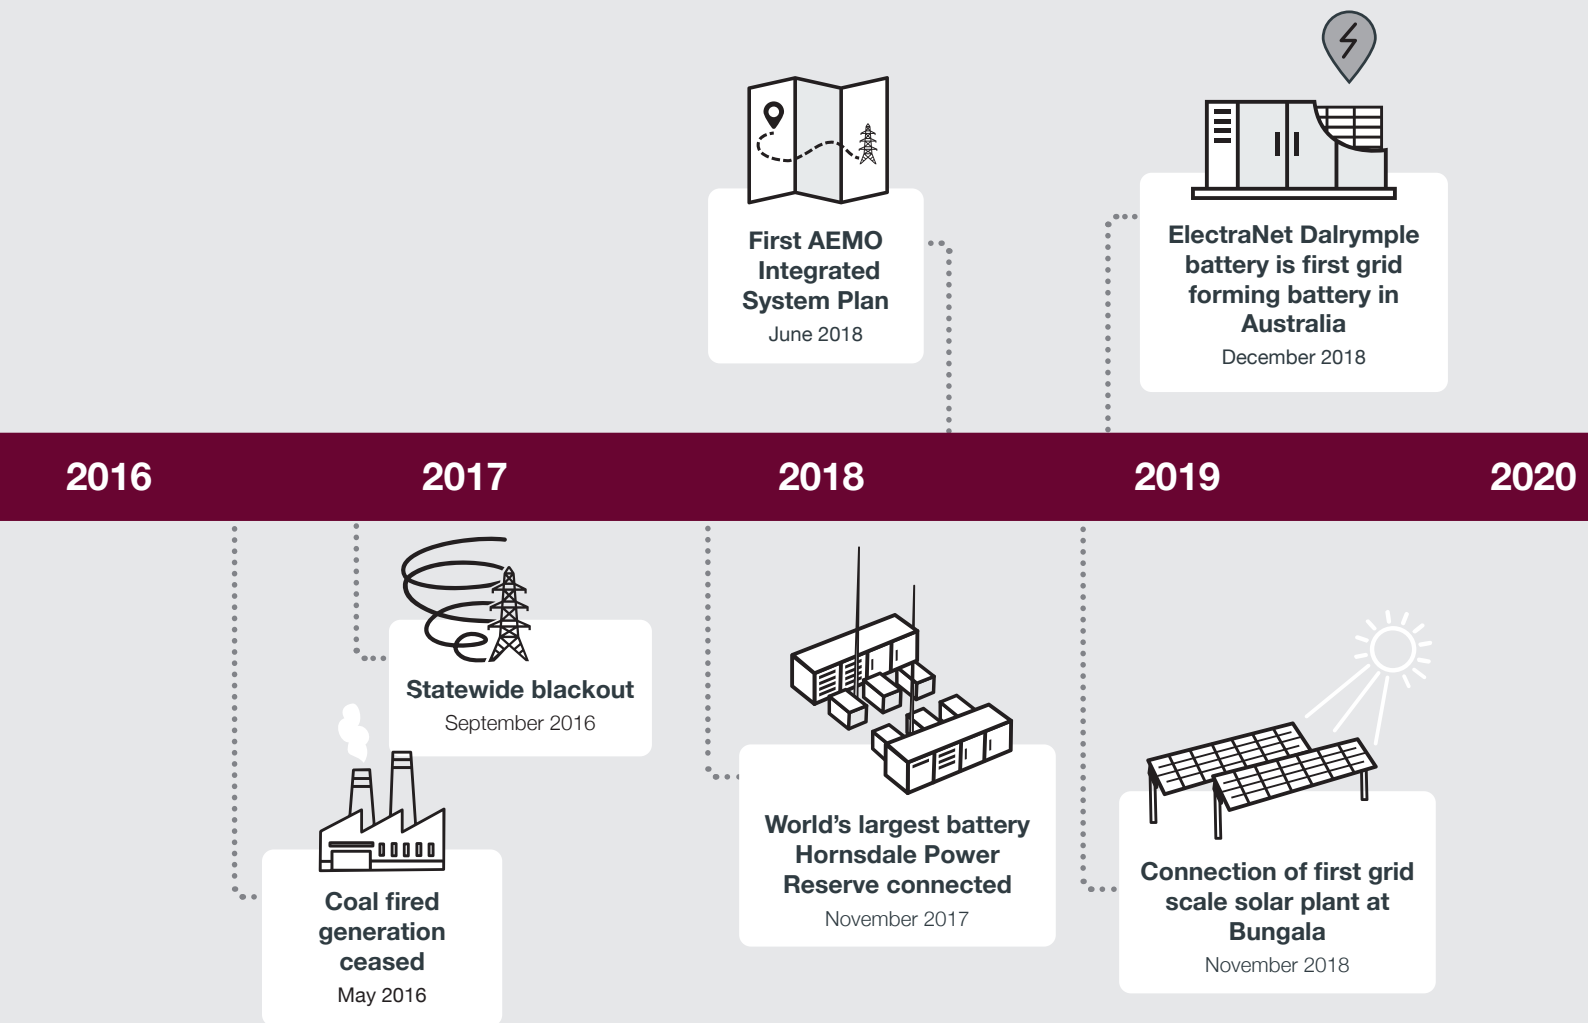 First AEMO
Integrated
System Plan
June 2018
ElectraNet Dalrymple
battery is first grid
forming battery in
Australia
December 2018
2016
2017
2018
2019
2020
Statewide blackout
September 2016
Coal fired
generation
ceased
May 2016
World’s largest battery
Hornsdale Power
Reserve connected
November 2017
Connection of first grid
scale solar plant at
Bungala
November 2018